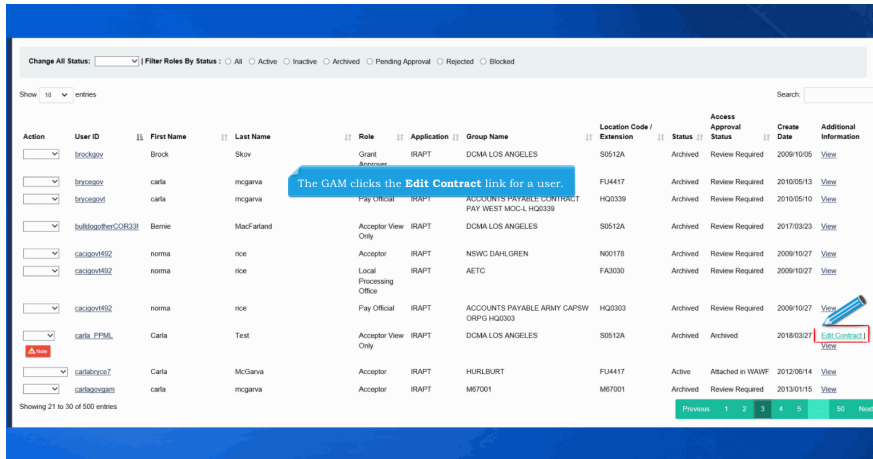 Change All Status: | Filter Roles By Status : All Active Inactive Archived Pending Approval Rejected Blocked
Show 10 entries Search:
Action User ID First Name Last Name Role Application Group Name Location Code / Extension Status Access Approval Status Create Date Additional Information
brockgov Brock Skov Grant Approver IRAPT DCMA LOS ANGELES S0512A Archived Review Required 2009/10/05 View
The GAM clicks the Edit Contract link for a user.
brycegov carla mcgarva FU4417 Archived Review Required 2010/05/13 View
brycegovt carla mcgarva Pay Official IRAPT ACCOUNTS PAYABLE CONTRACT PAY WEST MOC-L HQ0339 HQ0339 Archived Review Required 2010/05/10 View
bulldogotherCOR33! Bernie MacFarland Acceptor View Only IRAPT DCMA LOS ANGELES S0512A Archived Review Required 2017/03/23 View
cacigovt492 norma rice Acceptor IRAPT NSWC DAHLGREN N00178 Archived Review Required 2009/10/27 View
cacigovt492 norma rice Local Processing Office IRAPT AETC FA3030 Archived Review Required 2009/10/27 View
cacigovt492 norma rice Pay Official IRAPT ACCOUNTS PAYABLE ARMY CAPSW ORPG HQ0303 HQ0303 Archived Review Required 2009/10/27 View
carla_PPML Carla Test Acceptor View Only IRAPT DCMA LOS ANGELES S0512A Archived Archived 2018/03/27 Edit Contract | View
Note
carlabryce7 Carla McGarva Acceptor IRAPT HURLBURT FU4417 Active Attached in WAWF 2012/06/14 View
carlagovgam carla mcgarva Acceptor IRAPT M67001 M67001 Archived Review Required 2013/01/15 View
Showing 21 to 30 of 500 entries Previous 1 2 3 4 5 ... 50 Next